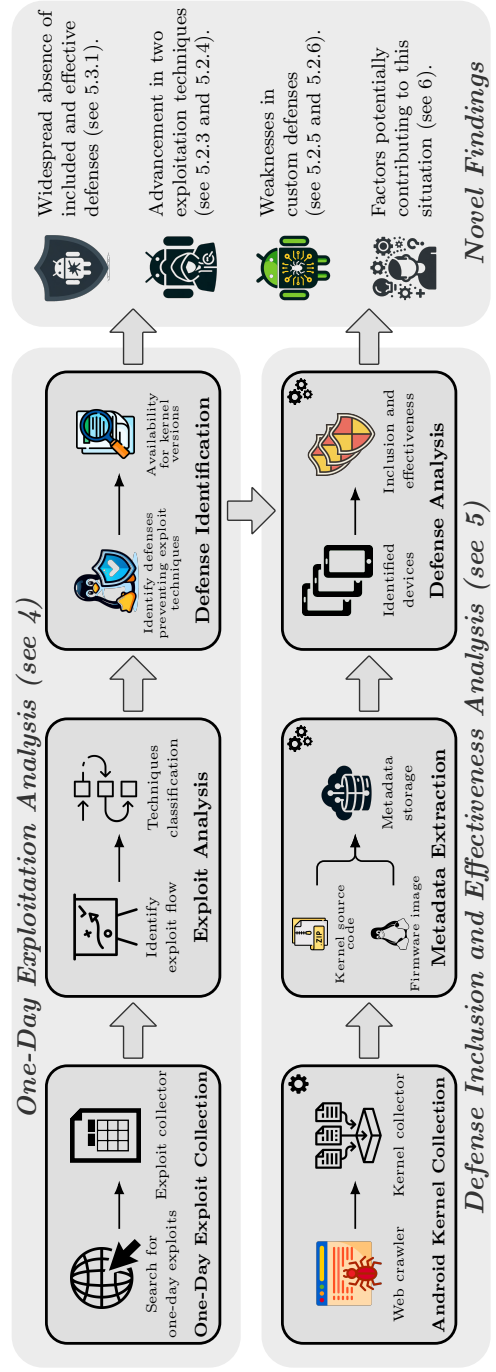 One-Day Exploitation Analysis (see 4)
Search for
one-day exploits
Exploit collector
One-Day Exploit Collection
Identify
exploit flow
Techniques
classification
Exploit Analysis
Identify defenses
preventing exploit
techniques
Availability
for kernel
versions
Defense Identification
Web crawler
Kernel collector
Android Kernel Collection
ZIP
Kernel source
code
Firmware image
Metadata
storage
Metadata Extraction
Identified
devices
Inclusion and
effectiveness
Defense Analysis
Defense Inclusion and Effectiveness Analysis (see 5)
Widespread absence of
included and effective
defenses (see 5.3.1).
Advancement in two
exploitation techniques
(see 5.2.3 and 5.2.4).
Weaknesses in
custom defenses
(see 5.2.5 and 5.2.6).
Factors potentially
contributing to this
situation (see 6).
Novel Findings